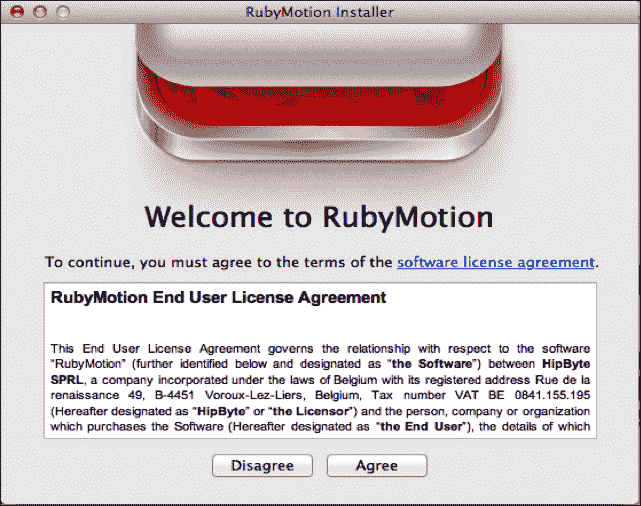 RubyMotion Installer
Welcome to RubyMotion
To continue, you must agree to the terms of the software license agreement.
RubyMotion End User License Agreement
This End User License Agreement governs the relationship with respect to the software
“RubyMotion” (further identified below and designated as “the Software”) between HipByte
SPRL, a company incorporated under the laws of Belgium with its registered address Rue de la
renaissance 49, B-4451 Voroux-Lez-Liers, Belgium, Tax number VAT BE 0841.155.195
(Hereafter designated as “HipByte” or “the Licensor”) and the person, company or organization
which purchases the Software (Hereafter designated as “the End User”), the details of which
Disagree
Agree